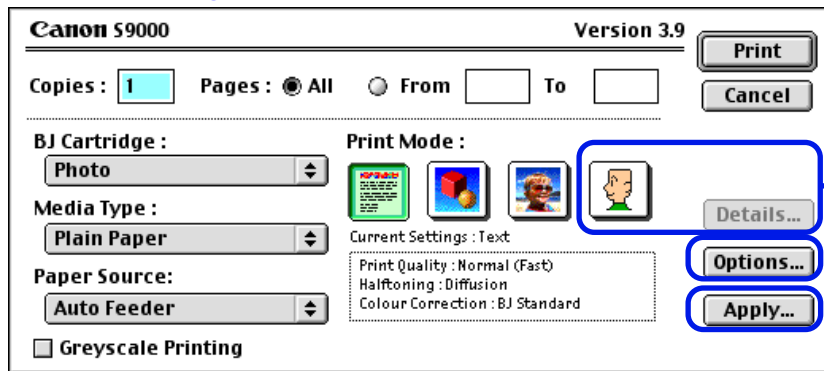 Canon S9000 Version 3.9
Print
Copies : 1 Pages : All From To
Cancel
BJ Cartridge :
Photo
Print Mode :
Details...
Media Type :
Plain Paper
Current Settings : Text
Options...
Print Quality : Normal (Fast)
Halftoning : Diffusion
Colour Correction : BJ Standard
Paper Source:
Auto Feeder
Apply...
Greyscale Printing